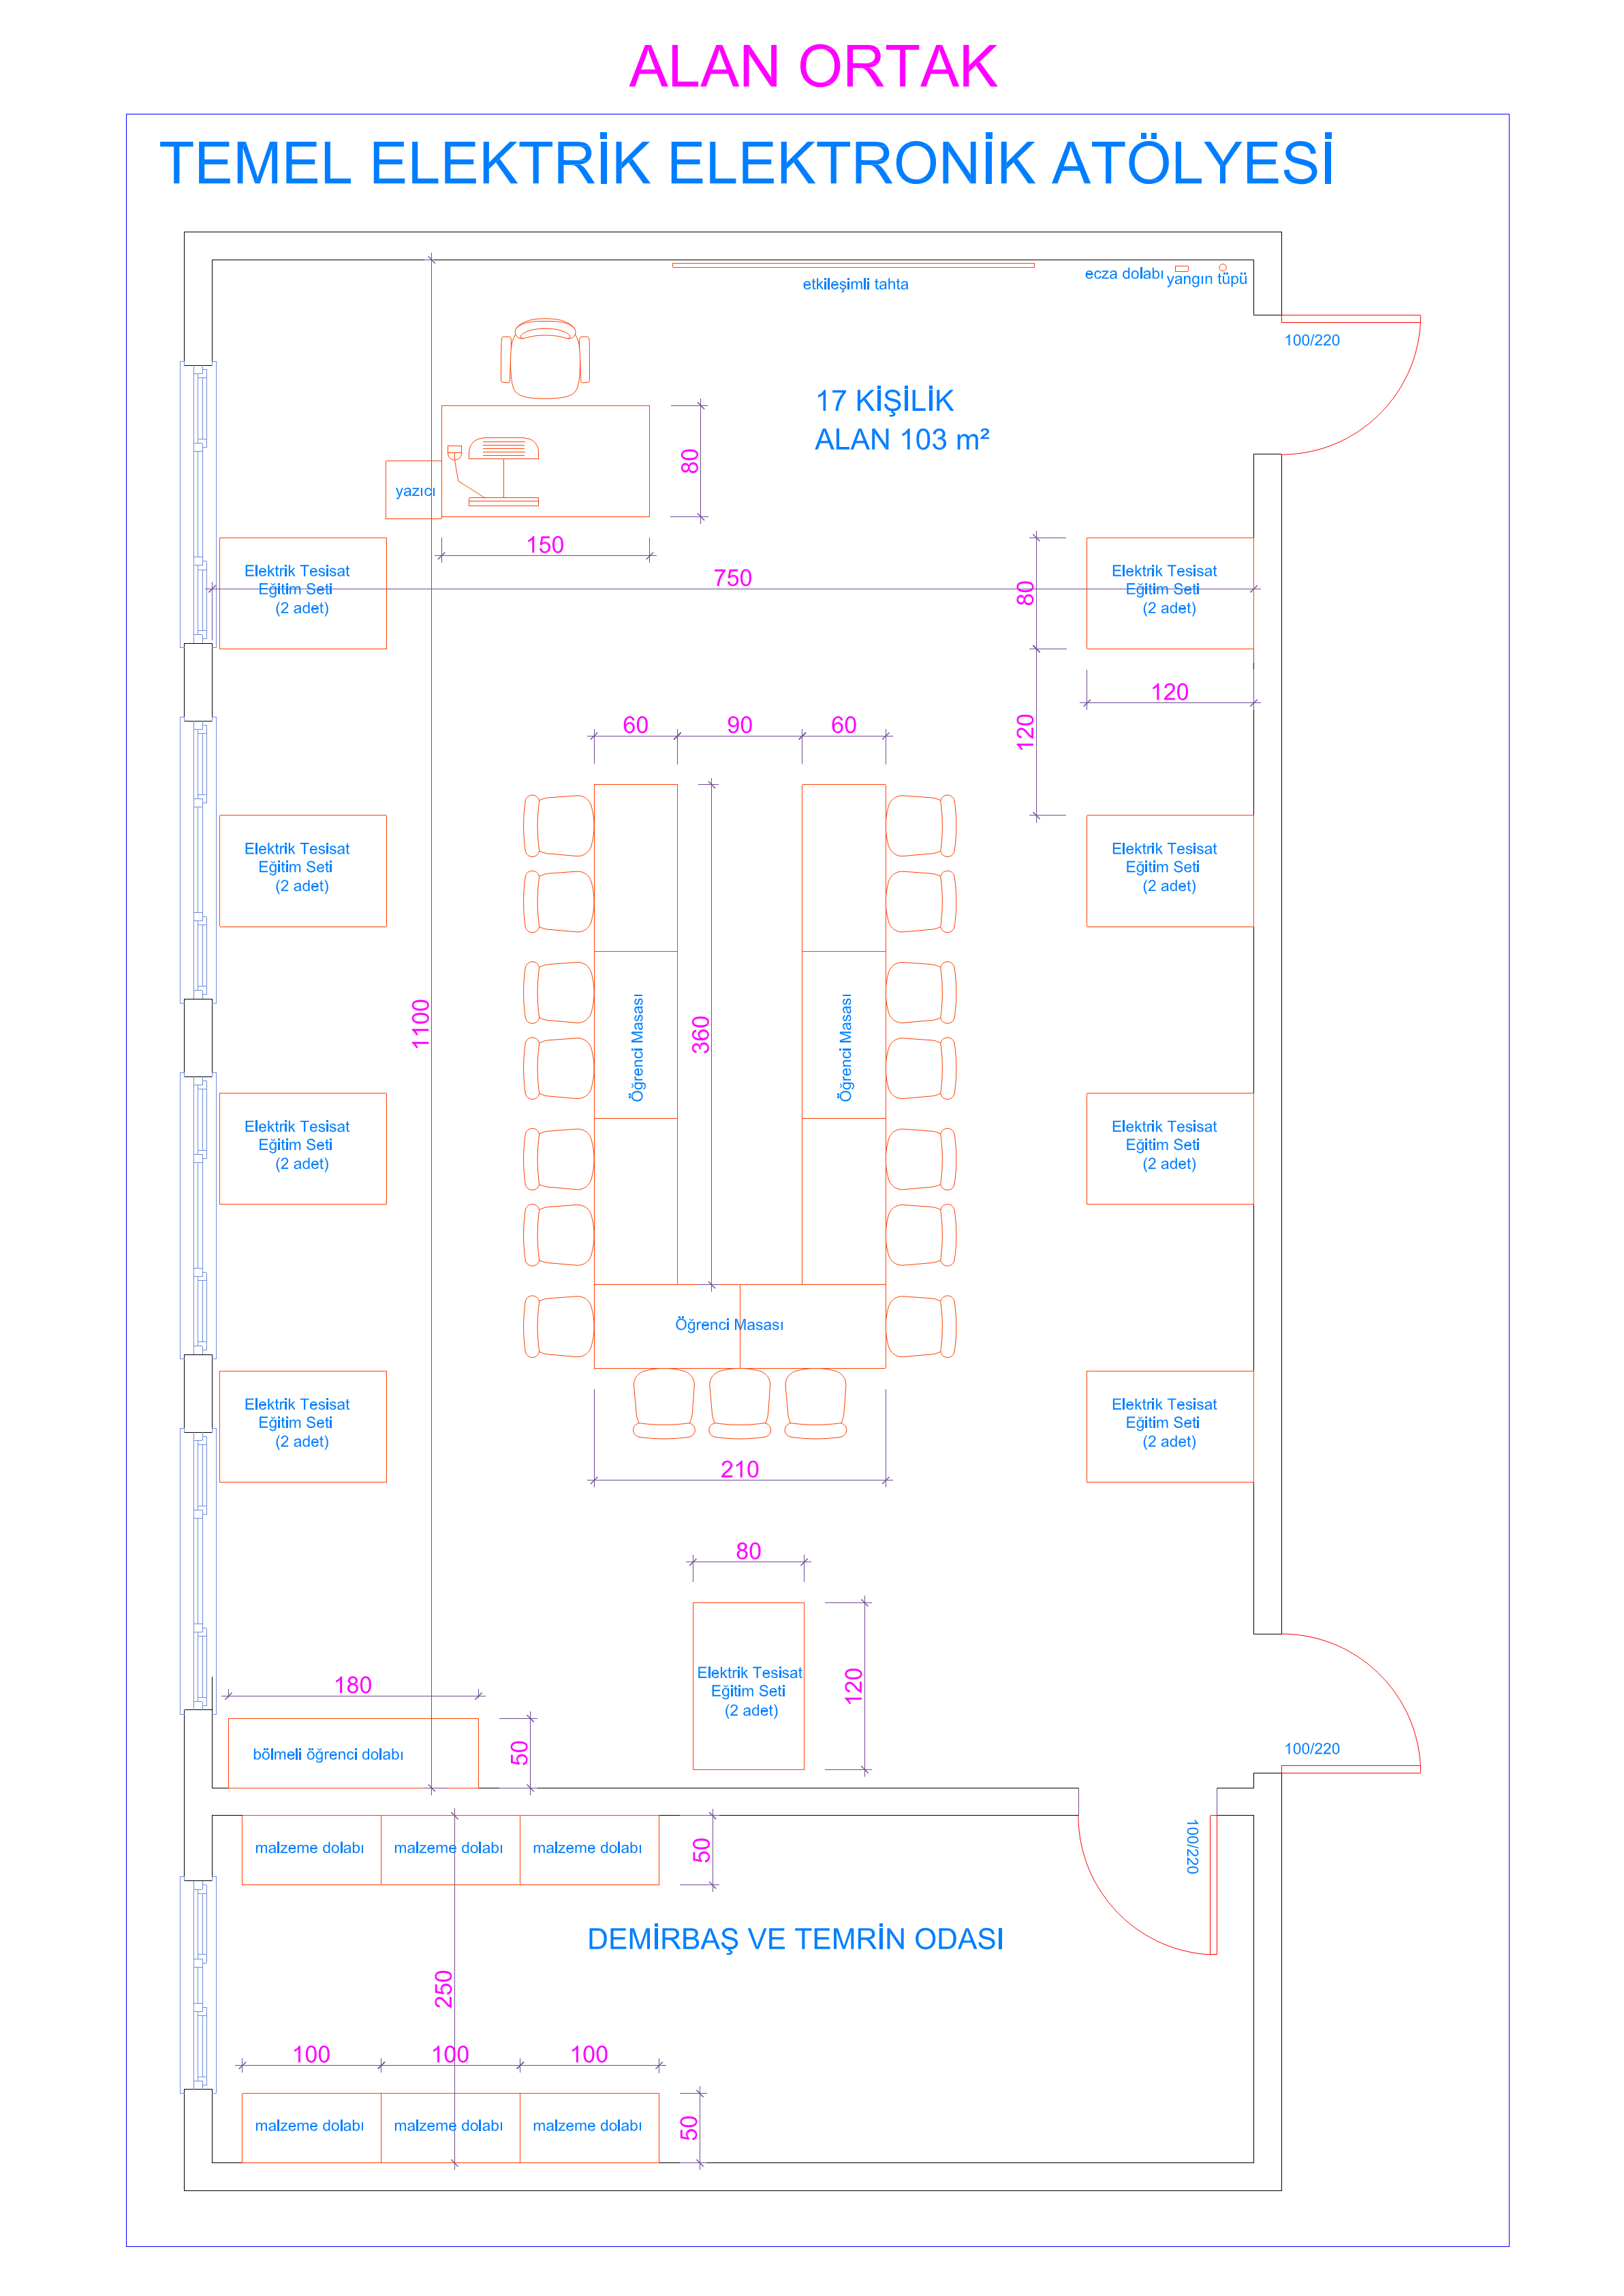 ALAN ORTAK
TEMEL ELEKTRİK ELEKTRONİK ATÖLYESİ
etkileşimli tahta
ecza dolabı
yangın tüpü
100/220
17 KİŞİLİK
ALAN 103 m²
80
yazıcı
150
750
Elektrik Tesisat
Eğitim Seti
(2 adet)
80
Elektrik Tesisat
Eğitim Seti
(2 adet)
120
120
60
90
60
Elektrik Tesisat
Eğitim Seti
(2 adet)
Elektrik Tesisat
Eğitim Seti
(2 adet)
1100
Öğrenci Masası
360
Öğrenci Masası
Elektrik Tesisat
Eğitim Seti
(2 adet)
Elektrik Tesisat
Eğitim Seti
(2 adet)
Öğrenci Masası
Elektrik Tesisat
Eğitim Seti
(2 adet)
Elektrik Tesisat
Eğitim Seti
(2 adet)
210
80
Elektrik Tesisat
Eğitim Seti
(2 adet)
120
180
bölmeli öğrenci dolabı
50
100/220
malzeme dolabı
malzeme dolabı
malzeme dolabı
50
100/220
DEMİRBAŞ VE TEMRİN ODASI
250
100
100
100
malzeme dolabı
malzeme dolabı
malzeme dolabı
50